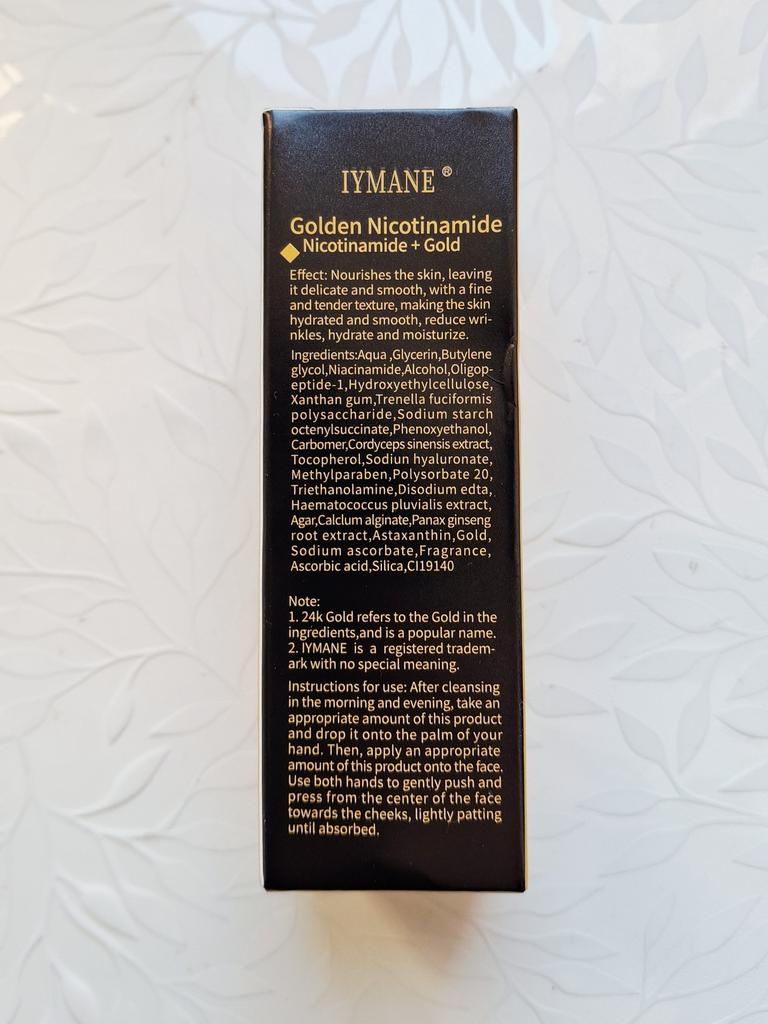 IYMANE ®
Golden Nicotinamide
Nicotinamide + Gold
Effect: Nourishes the skin, leaving
it delicate and smooth, with a fine
and tender texture, making the skin
hydrated and smooth, reduce wri-
nkles, hydrate and moisturize.
Ingredients:Aqua ,Glycerin,Butylene
glycol,Niacinamide,Alcohol,Oligop-
eptide-1,Hydroxyethylcellulose,
Xanthan gum,Trenella fuciformis
polysaccharide,Sodium starch
octenylsuccinate,Phenoxyethanol,
Carbomer,Cordyceps sinensis extract,
Tocopherol,Sodiun hyaluronate,
Methylparaben,Polysorbate 20,
Triethanolamine,Disodium edta,
Haematococcus pluvialis extract,
Agar,Calclum alginate,Panax ginseng
root extract,Astaxanthin,Gold,
Sodium ascorbate,Fragrance,
Ascorbic acid,Silica,CI19140
Note:
1. 24k Gold refers to the Gold in the
ingredients,and is a popular name.
2. IYMANE is a registered tradem-
ark with no special meaning.
Instructions for use: After cleansing
in the morning and evening, take an
appropriate amount of this product
and drop it onto the palm of your
hand. Then, apply an appropriate
amount of this product onto the face.
Use both hands to gently push and
press from the center of the face
towards the cheeks, lightly patting
until absorbed.